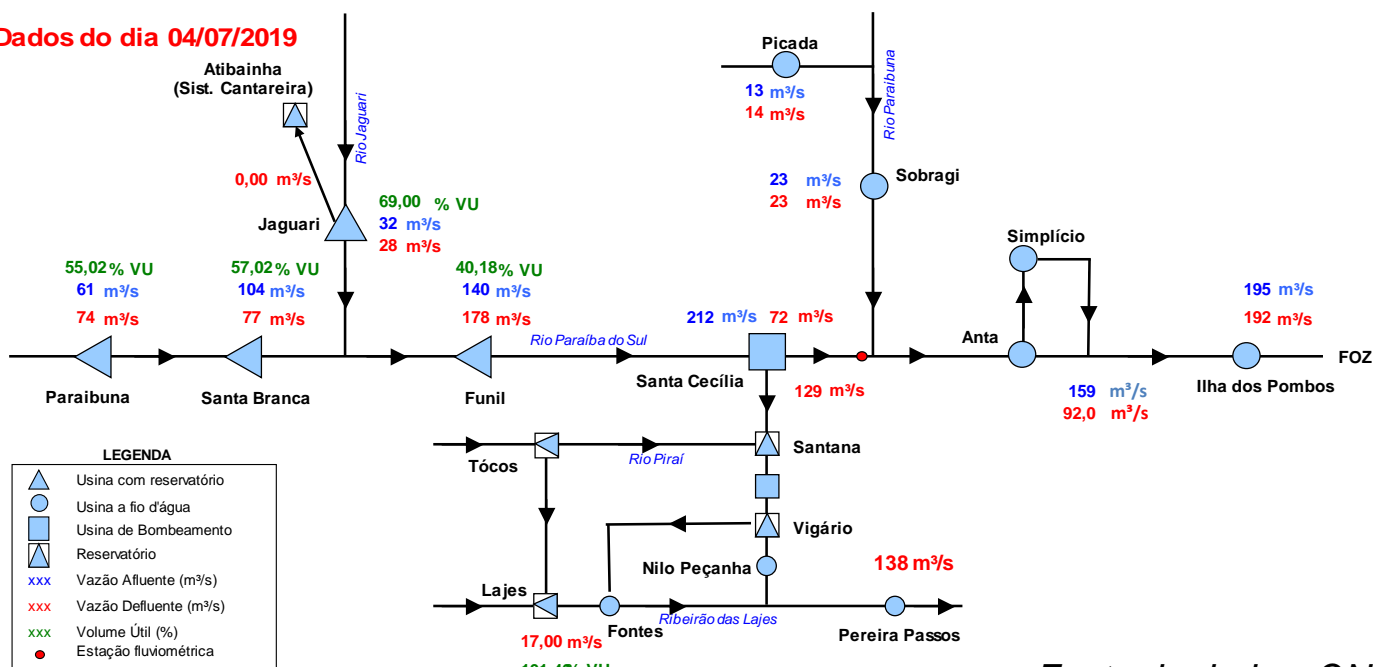 Dados do dia 04/07/2019
Atibainha
(Sist. Cantareira)
Rio Jaguari
0,00 m³/s
Jaguari
69,00 % VU
32 m³/s
28 m³/s
Picada
13 m³/s
14 m³/s
Rio Paraibuna
Sobragi
23 m³/s
23 m³/s
Simplício
55,02% VU
61 m³/s
74 m³/s
Paraibuna
57,02% VU
104 m³/s
77 m³/s
Santa Branca
40,18% VU
140 m³/s
178 m³/s
Funil
Rio Paraíba do Sul
212 m³/s 72 m³/s
Santa Cecília
129 m³/s
Anta
159 m³/s
92,0 m³/s
195 m³/s
192 m³/s
Ilha dos Pombos
FOZ
Tócos
Rio Piraí
Santana
Vigário
Nilo Peçanha
138 m³/s
Lajes
Fontes
Ribeirão das Lajes
Pereira Passos
17,00 m³/s
LEGENDA
Usina com reservatório
Usina a fio d'água
Usina de Bombeamento
Reservatório
xxx Vazão Afluente (m³/s)
xxx Vazão Defluente (m³/s)
xxx Volume Útil (%)
Estação fluviométrica